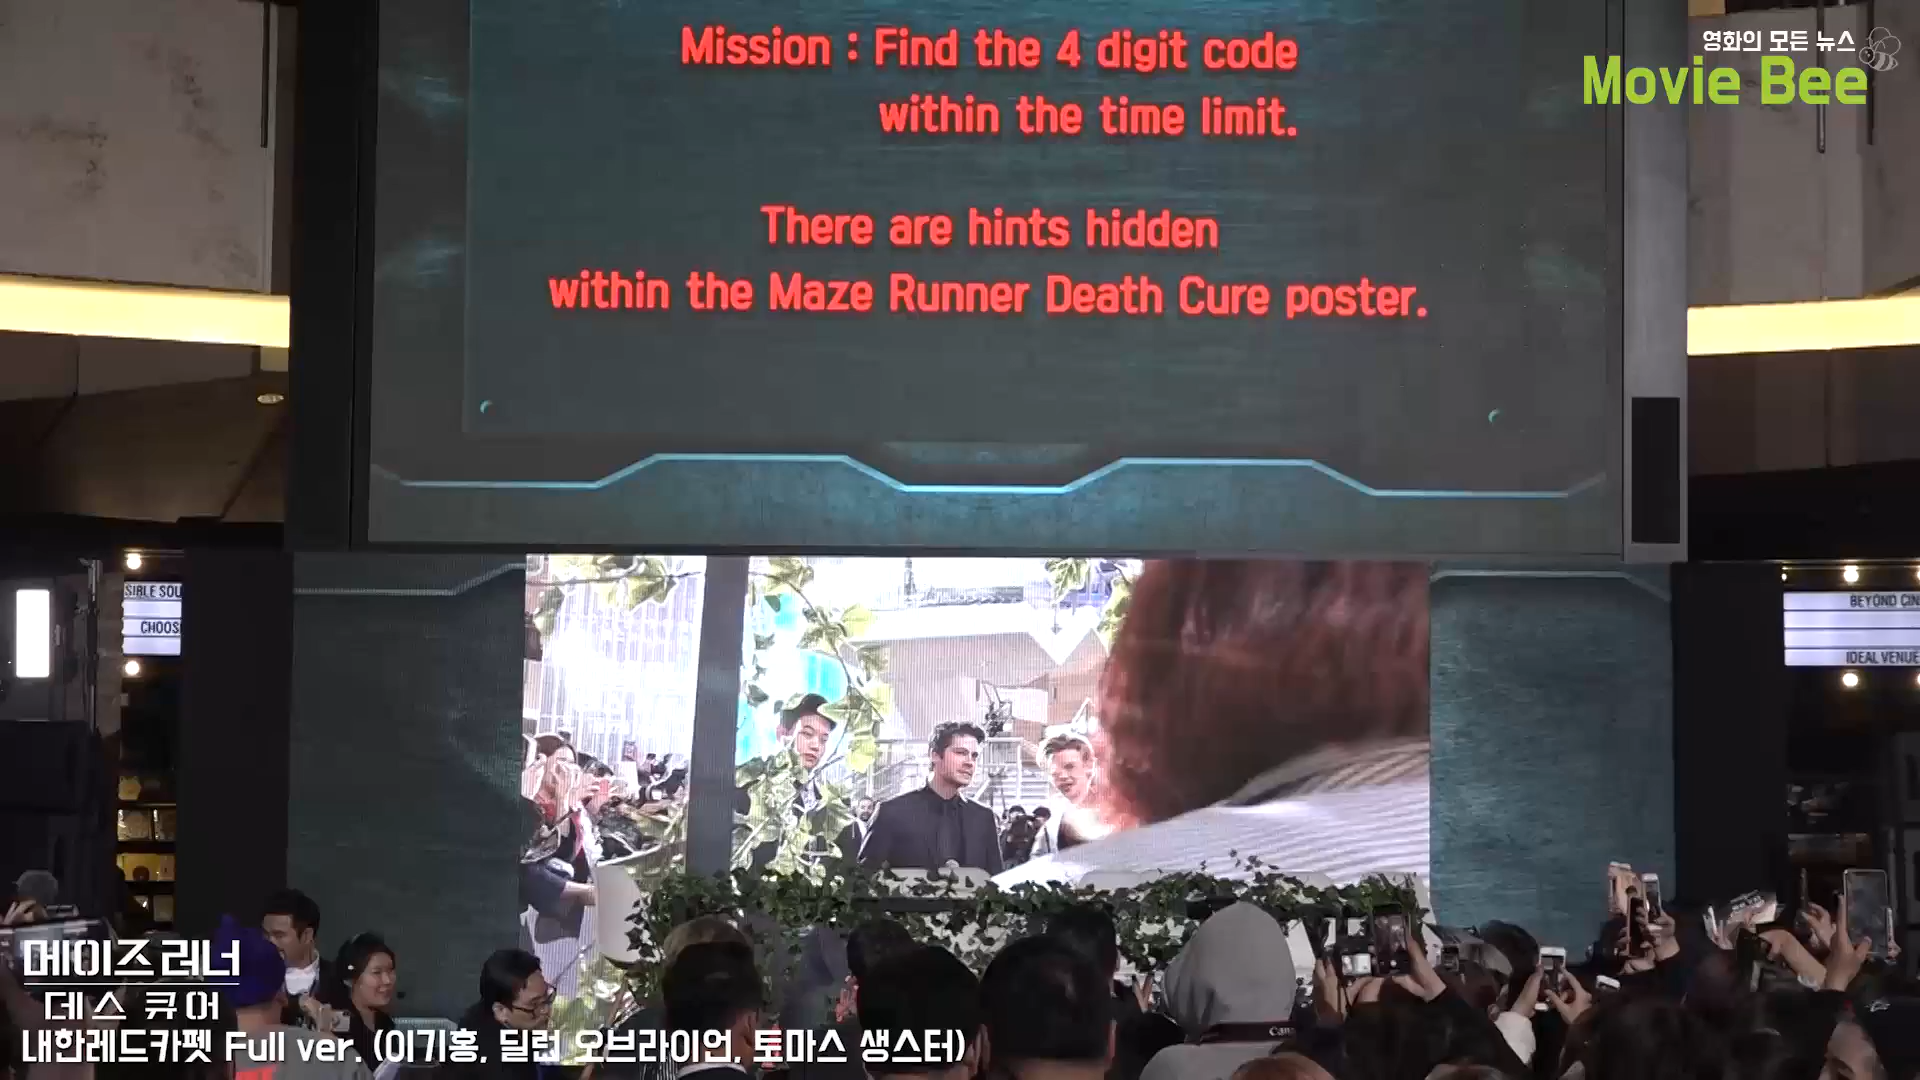 Mission : Find the 4 digit code
within the time limit.
There are hints hidden
within the Maze Runner Death Cure poster.
영화의 모든 뉴스
Movie Bee
SIBLE SOU
CHOOS
BEYOND CIN
IDEAL VENUE
메이즈러너
데스 큐어
내한레드카펫 Full ver. (이기홍, 딜런 오브라이언, 토마스 생스터)
Can